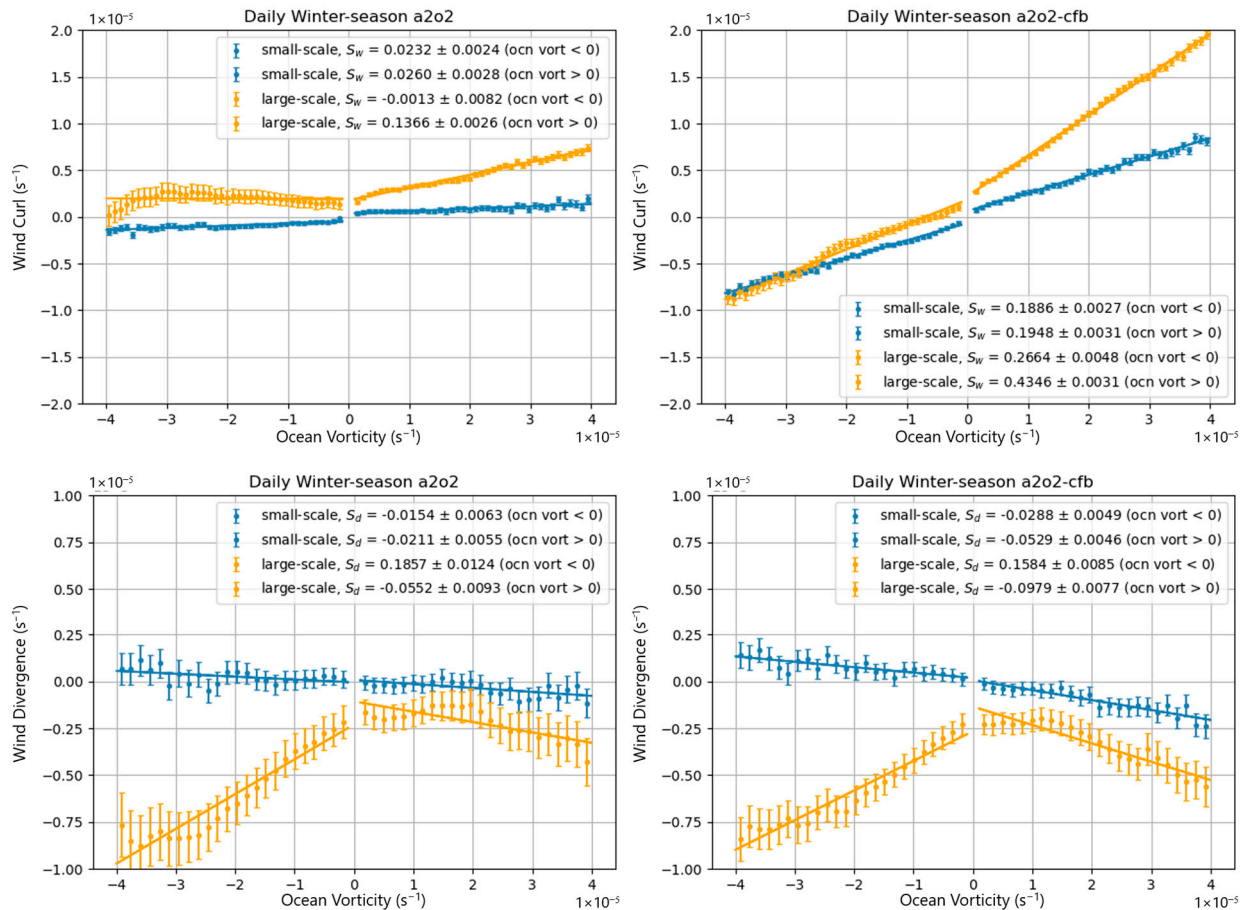 Daily Winter-season a2o2
1×10⁻⁵
small-scale, S_w = 0.0232 ± 0.0024 (ocn vort < 0)
small-scale, S_w = 0.0260 ± 0.0028 (ocn vort > 0)
large-scale, S_w = -0.0013 ± 0.0082 (ocn vort < 0)
large-scale, S_w = 0.1366 ± 0.0026 (ocn vort > 0)
2.0
1.5
1.0
0.5
0.0
−0.5
−1.0
−1.5
−2.0
Wind Curl (s⁻¹)
−4 −3 −2 −1 0 1 2 3 4
Ocean Vorticity (s⁻¹)
1×10⁻⁵
Daily Winter-season a2o2-cfb
1×10⁻⁵
2.0
1.5
1.0
0.5
0.0
−0.5
−1.0
−1.5
−2.0
Wind Curl (s⁻¹)
small-scale, S_w = 0.1886 ± 0.0027 (ocn vort < 0)
small-scale, S_w = 0.1948 ± 0.0031 (ocn vort > 0)
large-scale, S_w = 0.2664 ± 0.0048 (ocn vort < 0)
large-scale, S_w = 0.4346 ± 0.0031 (ocn vort > 0)
−4 −3 −2 −1 0 1 2 3 4
Ocean Vorticity (s⁻¹)
1×10⁻⁵
Daily Winter-season a2o2
1×10⁻⁵
small-scale, S_d = -0.0154 ± 0.0063 (ocn vort < 0)
small-scale, S_d = -0.0211 ± 0.0055 (ocn vort > 0)
large-scale, S_d = 0.1857 ± 0.0124 (ocn vort < 0)
large-scale, S_d = -0.0552 ± 0.0093 (ocn vort > 0)
1.00
0.75
0.50
0.25
0.00
−0.25
−0.50
−0.75
−1.00
Wind Divergence (s⁻¹)
−4 −3 −2 −1 0 1 2 3 4
Ocean Vorticity (s⁻¹)
1×10⁻⁵
Daily Winter-season a2o2-cfb
1×10⁻⁵
small-scale, S_d = -0.0288 ± 0.0049 (ocn vort < 0)
small-scale, S_d = -0.0529 ± 0.0046 (ocn vort > 0)
large-scale, S_d = 0.1584 ± 0.0085 (ocn vort < 0)
large-scale, S_d = -0.0979 ± 0.0077 (ocn vort > 0)
1.00
0.75
0.50
0.25
0.00
−0.25
−0.50
−0.75
−1.00
Wind Divergence (s⁻¹)
−4 −3 −2 −1 0 1 2 3 4
Ocean Vorticity (s⁻¹)
1×10⁻⁵